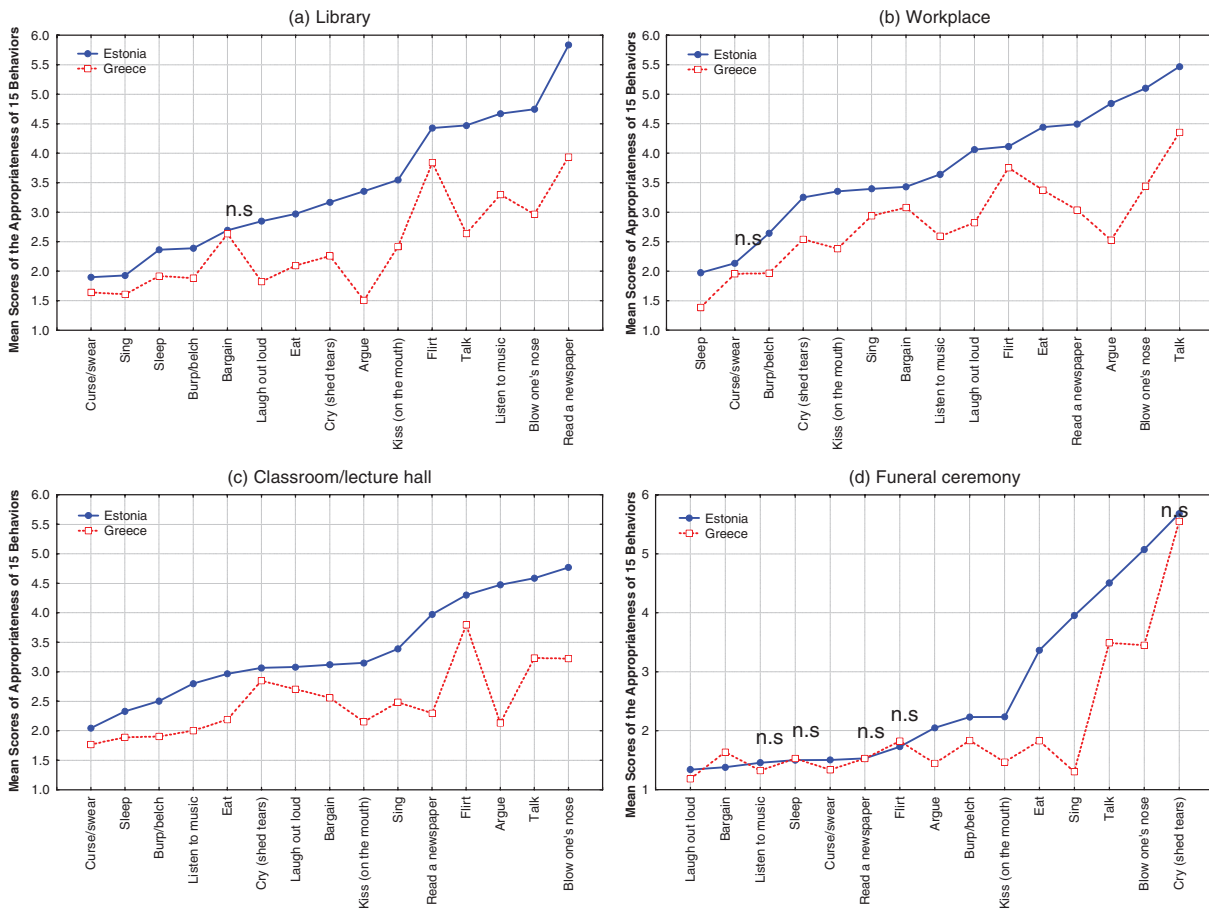 (a) Library
Mean Scores of the Appropriateness of 15 Behaviors
6.0
5.5
5.0
4.5
4.0
3.5
3.0
2.5
2.0
1.5
1.0
Estonia
Greece
n.s
Curse/swear
Sing
Sleep
Burp/belch
Bargain
Laugh out loud
Eat
Cry (shed tears)
Argue
Kiss (on the mouth)
Flirt
Talk
Listen to music
Blow one's nose
Read a newspaper
(b) Workplace
Mean Scores of Appropriateness of 15 Behaviors
6.0
5.5
5.0
4.5
4.0
3.5
3.0
2.5
2.0
1.5
1.0
Estonia
Greece
n.s
Sleep
Curse/swear
Burp/belch
Cry (shed tears)
Kiss (on the mouth)
Sing
Bargain
Listen to music
Laugh out loud
Flirt
Eat
Read a newspaper
Argue
Blow one's nose
Talk
(c) Classroom/lecture hall
Mean Scores of Appropriateness of 15 Behaviors
6.0
5.5
5.0
4.5
4.0
3.5
3.0
2.5
2.0
1.5
1.0
Estonia
Greece
Curse/swear
Sleep
Burp/belch
Listen to music
Eat
Cry (shed tears)
Laugh out loud
Bargain
Kiss (on the mouth)
Sing
Read a newspaper
Flirt
Argue
Talk
Blow one's nose
(d) Funeral ceremony
Mean Scores of the Appropriateness of 15 Behaviors
6
5
4
3
2
1
Estonia
Greece
n.s
n.s
n.s
n.s
n.s
Laugh out loud
Bargain
Listen to music
Sleep
Curse/swear
Read a newspaper
Flirt
Argue
Burp/belch
Kiss (on the mouth)
Eat
Sing
Talk
Blow one's nose
Cry (shed tears)